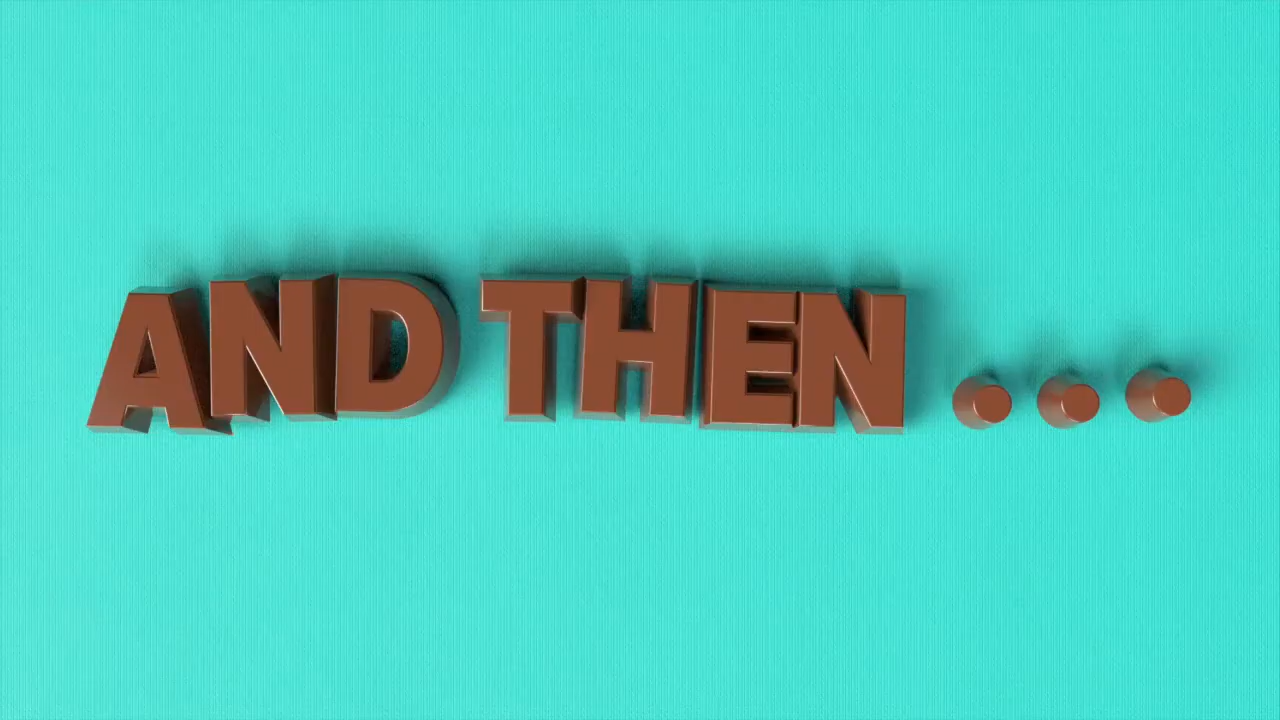 AND THEN . . .